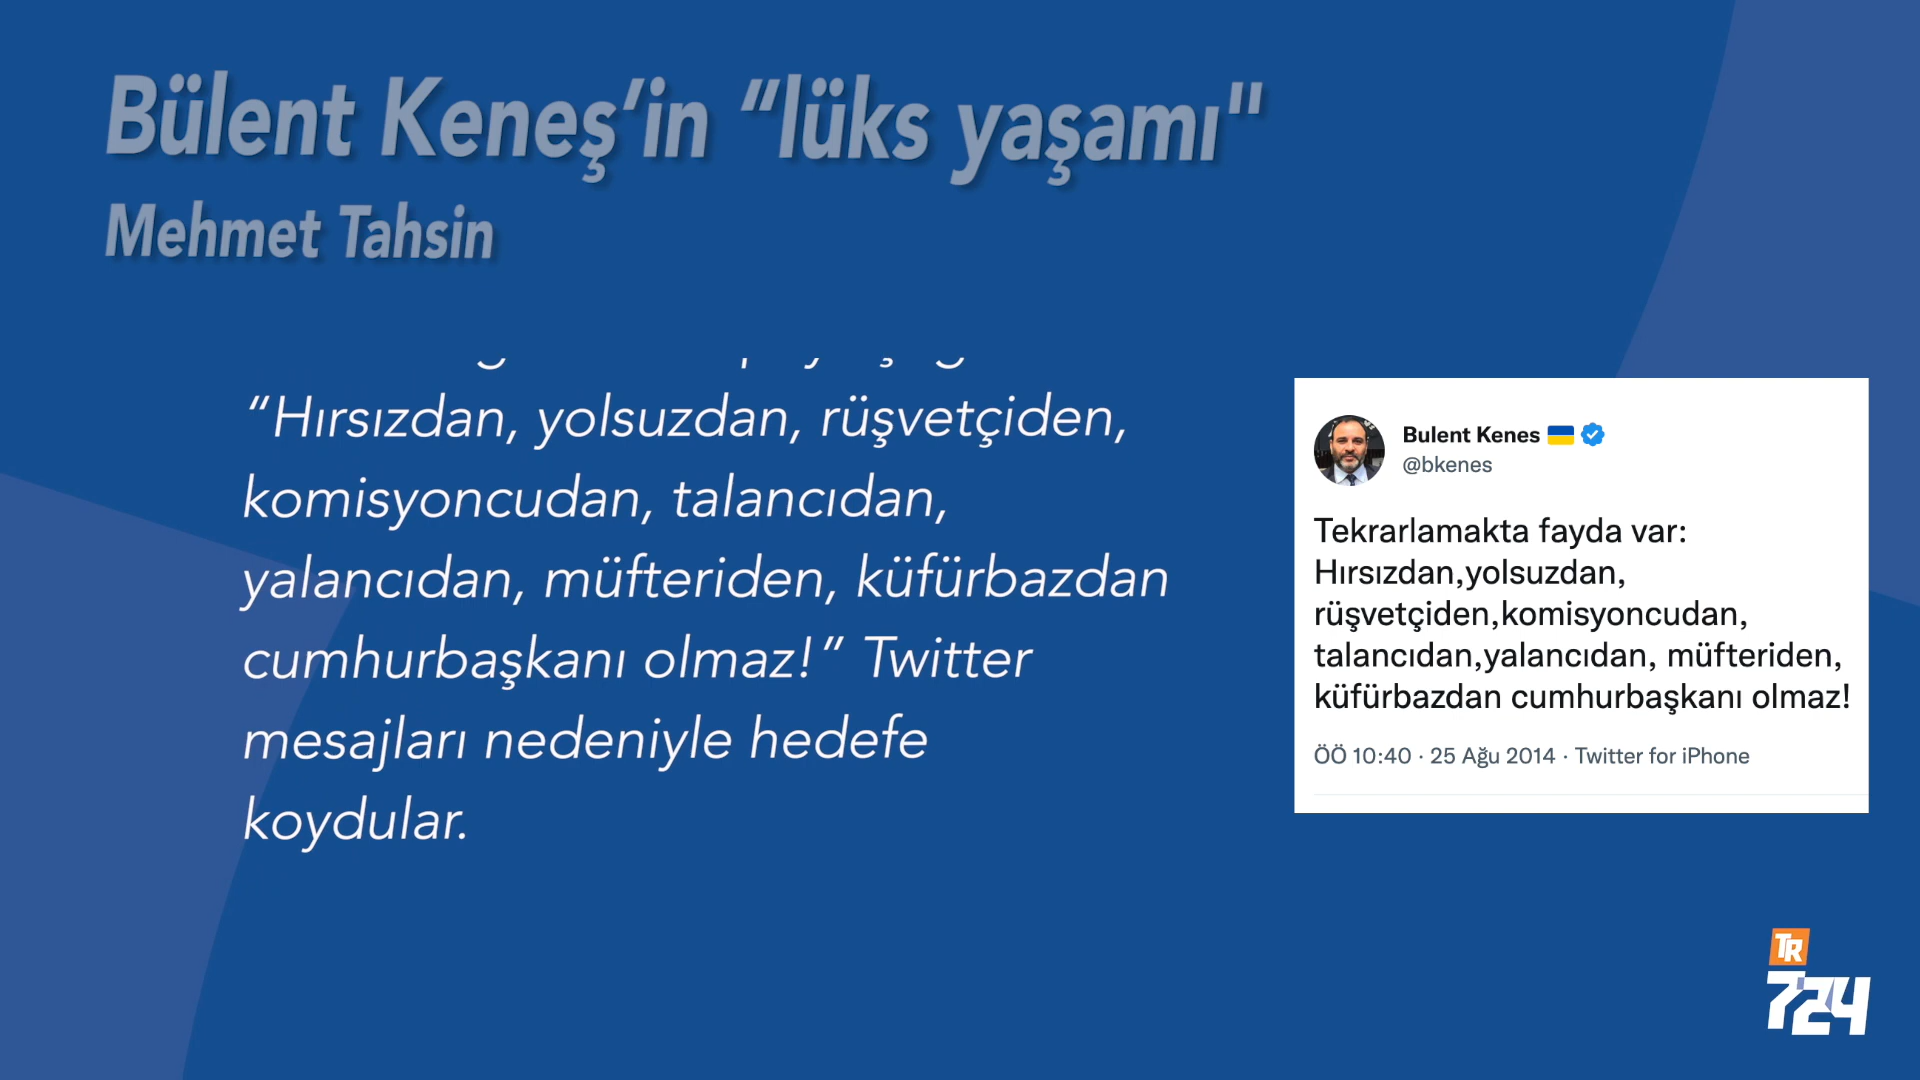 Bülent Keneş’in “lüks yaşamı"
Mehmet Tahsin
“Hırsızdan, yolsuzdan, rüşvetçiden,
komisyoncudan, talancıdan,
yalancıdan, müfteriden, küfürbazdan
cumhurbaşkanı olmaz!” Twitter
mesajları nedeniyle hedefe
koydular.
Bulent Kenes
@bkenes
Tekrarlamakta fayda var:
Hırsızdan,yolsuzdan,
rüşvetçiden,komisyoncudan,
talancıdan,yalancıdan, müfteriden,
küfürbazdan cumhurbaşkanı olmaz!
ÖÖ 10:40 · 25 Ağu 2014 · Twitter for iPhone
TR
724